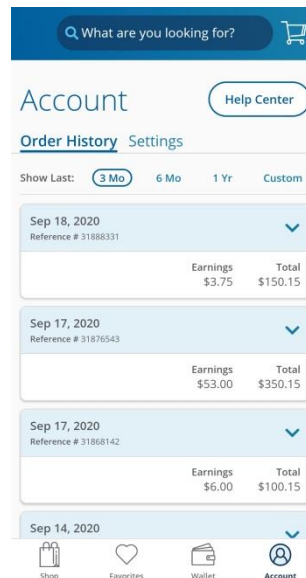 What are you looking for?
Account
Help Center
Order History Settings
Show Last: 3 Mo 6 Mo 1 Yr Custom
Sep 18, 2020
Reference # 31888331
Earnings Total
$3.75 $150.15
Sep 17, 2020
Reference # 31876543
Earnings Total
$53.00 $350.15
Sep 17, 2020
Reference # 31868142
Earnings Total
$6.00 $100.15
Sep 14, 2020
Shop Favorites Wallet Account